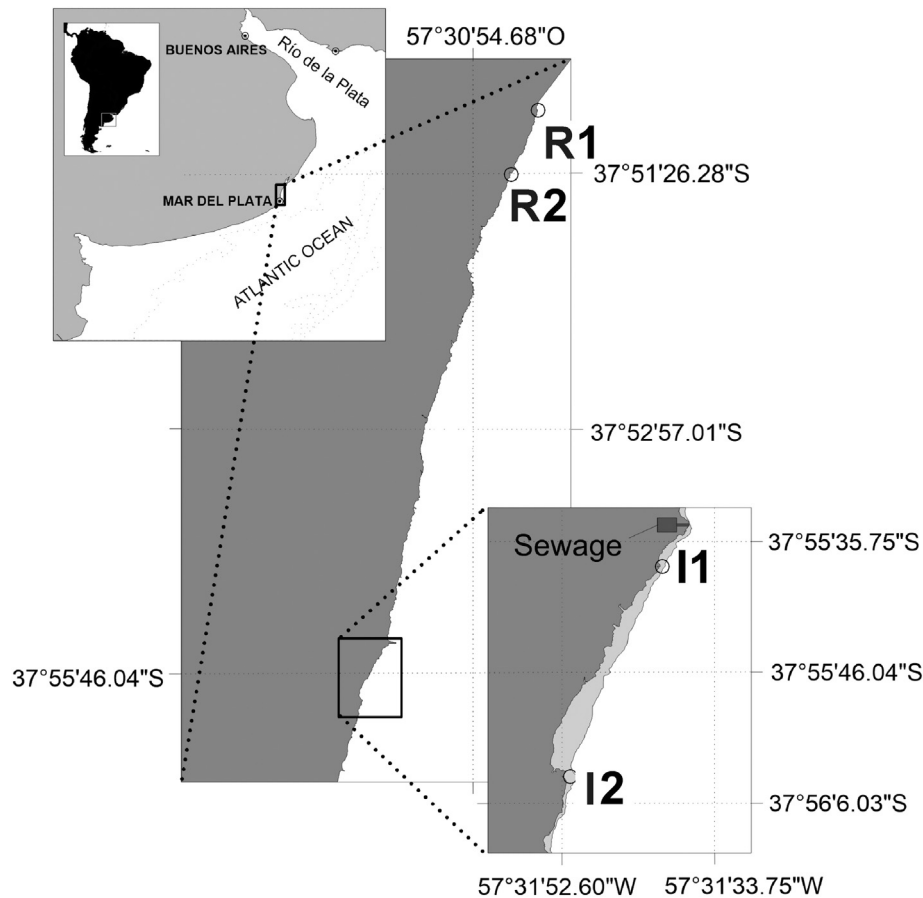 57°30'54.68"O
BUENOS AIRES
Río de la Plata
R1
37°51'26.28"S
R2
MAR DEL PLATA
ATLANTIC OCEAN
37°52'57.01"S
Sewage
37°55'35.75"S
I1
37°55'46.04"S
37°55'46.04"S
I2
37°56'6.03"S
57°31'52.60"W
57°31'33.75"W